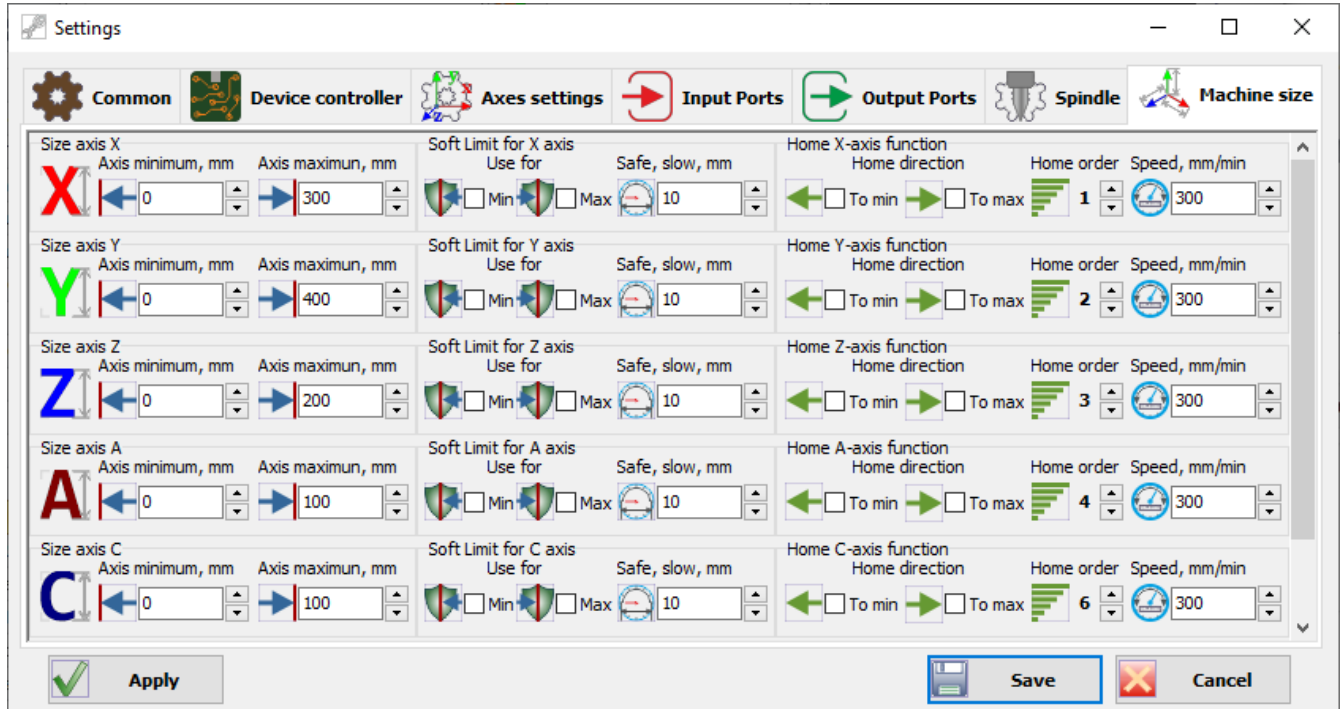 Settings
Common Device controller Axes settings Input Ports Output Ports Spindle Machine size
Size axis X Soft Limit for X axis Home X-axis function
Axis minimum, mm Axis maximun, mm Use for Safe, slow, mm Home direction Home order Speed, mm/min
X 0 300 Min Max 10 To min To max 1 300
Size axis Y Soft Limit for Y axis Home Y-axis function
Axis minimum, mm Axis maximun, mm Use for Safe, slow, mm Home direction Home order Speed, mm/min
Y 0 400 Min Max 10 To min To max 2 300
Size axis Z Soft Limit for Z axis Home Z-axis function
Axis minimum, mm Axis maximun, mm Use for Safe, slow, mm Home direction Home order Speed, mm/min
Z 0 200 Min Max 10 To min To max 3 300
Size axis A Soft Limit for A axis Home A-axis function
Axis minimum, mm Axis maximun, mm Use for Safe, slow, mm Home direction Home order Speed, mm/min
A 0 100 Min Max 10 To min To max 4 300
Size axis C Soft Limit for C axis Home C-axis function
Axis minimum, mm Axis maximun, mm Use for Safe, slow, mm Home direction Home order Speed, mm/min
C 0 100 Min Max 10 To min To max 6 300
Apply Save Cancel